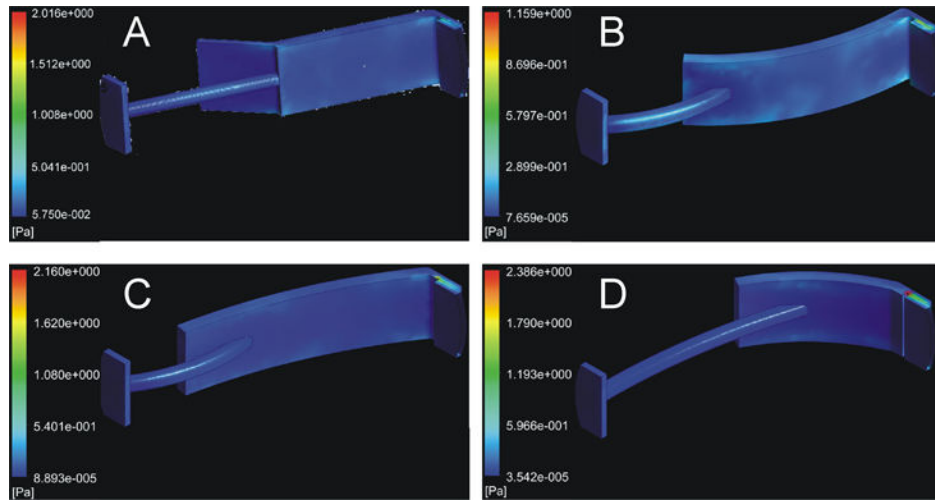 A
2.016e+000
1.512e+000
1.008e+000
5.041e-001
5.750e-002
[Pa]
B
1.159e+000
8.696e-001
5.797e-001
2.899e-001
7.659e-005
[Pa]
C
2.160e+000
1.620e+000
1.080e+000
5.401e-001
8.893e-005
[Pa]
D
2.386e+000
1.790e+000
1.193e+000
5.966e-001
3.542e-005
[Pa]